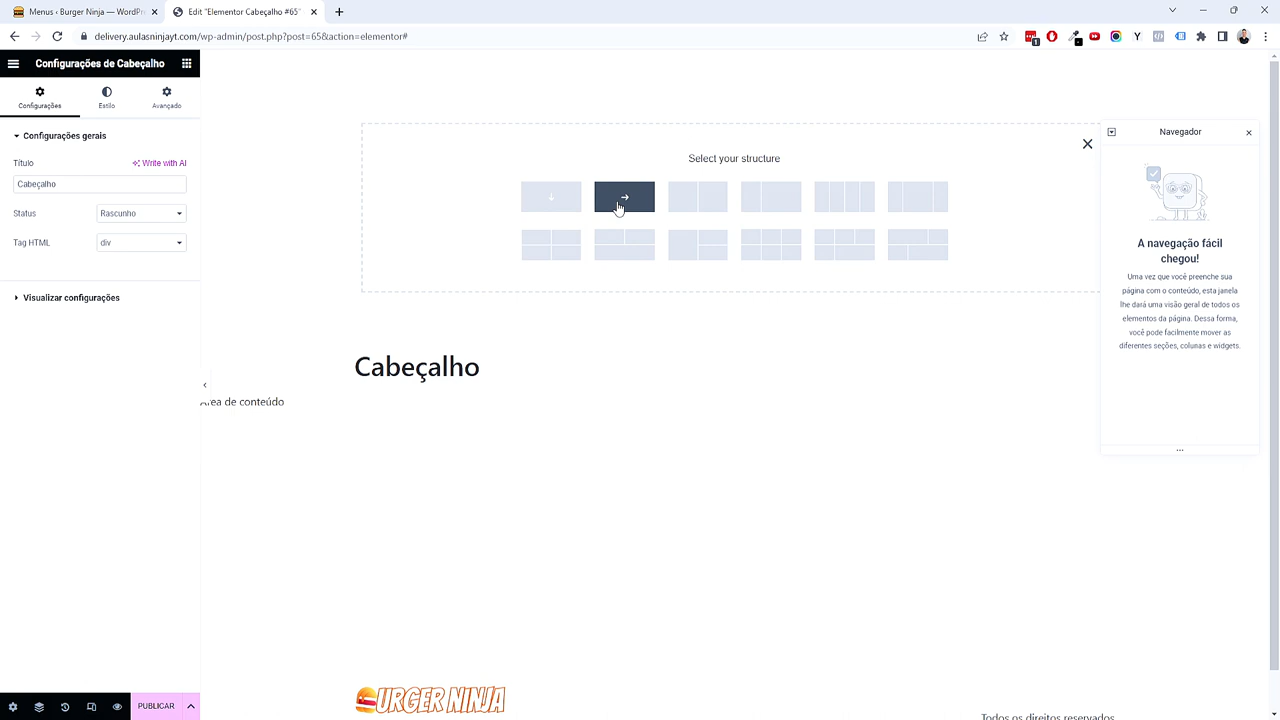 Menus ‹ Burger Ninja — WordPr
Edit "Elementor Cabeçalho #65"
delivery.aulasninjayt.com/wp-admin/post.php?post=65&action=elementor#
Configurações de Cabeçalho
Configurações
Estilo
Avançado
Configurações gerais
Título
Write with AI
Cabeçalho
Status
Rascunho
Tag HTML
div
Visualizar configurações
Select your structure
Cabeçalho
Área de conteúdo
Navegador
A navegação fácil
chegou!
Uma vez que você preenche sua
página com o conteúdo, esta janela
lhe dará uma visão geral de todos os
elementos da página. Dessa forma,
você pode facilmente mover as
diferentes seções, colunas e widgets.
BURGER NINJA
Todos os direitos reservados
PUBLICAR